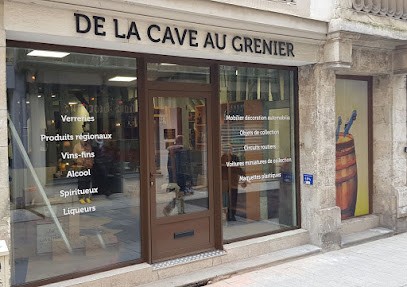 DE LA CAVE AU GRENIER
Verreries
Produits régionaux
Vins-fins
Alcool
Spiritueux
Liqueurs
Mobilier décoration automobiles
Objets de collection
Circuits routiers
Voitures miniatures de collection
Maquettes plastiques